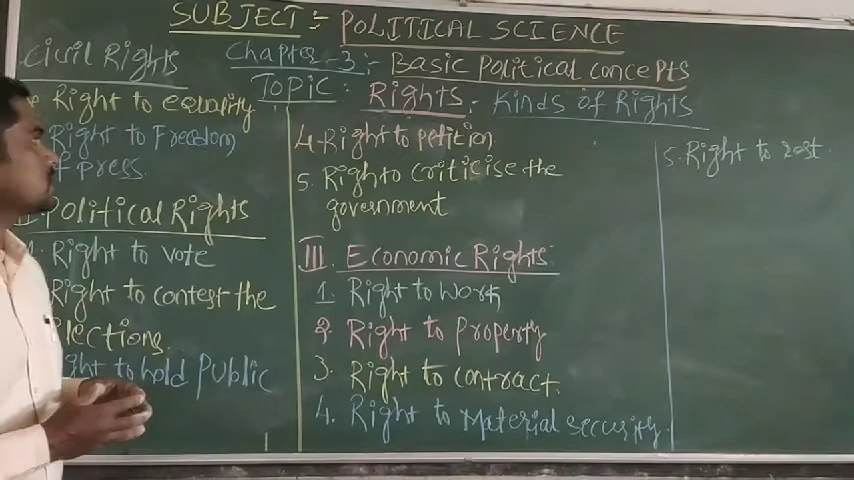 SUBJECT:- POLITICAL SCIENCE
Chapter-3:- BASIC POLITICAL CONCEPTS
Topic: Rights:- Kinds of Rights
Civil Rights
Right to equality
Right to Freedom
of press
Political Rights
1. Right to vote
Right to contest the
elections.
Right to hold Public
4. Right to petition
5. Righto criticise the
government
III. Economic Rights:
1. Right to Work
2. Right to Property
3. Right to contract.
4. Right to Material security.
5. Right to rest.